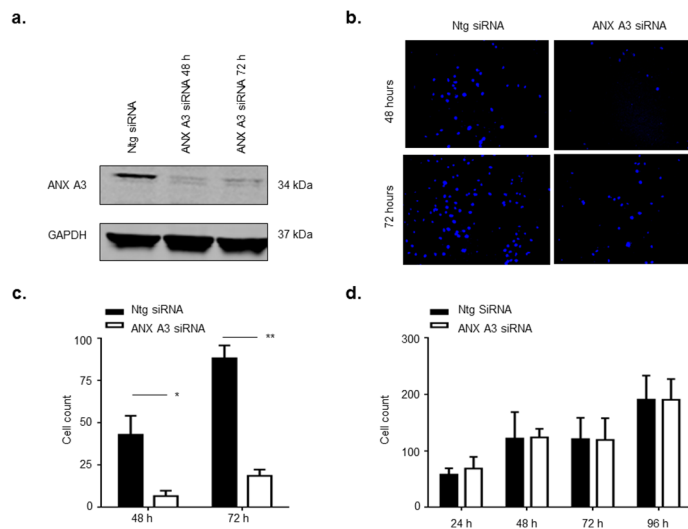 a.
Ntg siRNA
ANX A3 siRNA 48 h
ANX A3 siRNA 72 h
ANX A3
34 kDa
GAPDH
37 kDa
b.
Ntg siRNA
ANX A3 siRNA
48 hours
72 hours
c.
Ntg siRNA
ANX A3 siRNA
Cell count
100
75
50
25
0
*
**
48 h
72 h
d.
Ntg SiRNA
ANX A3 siRNA
Cell count
300
200
100
0
24 h
48 h
72 h
96 h